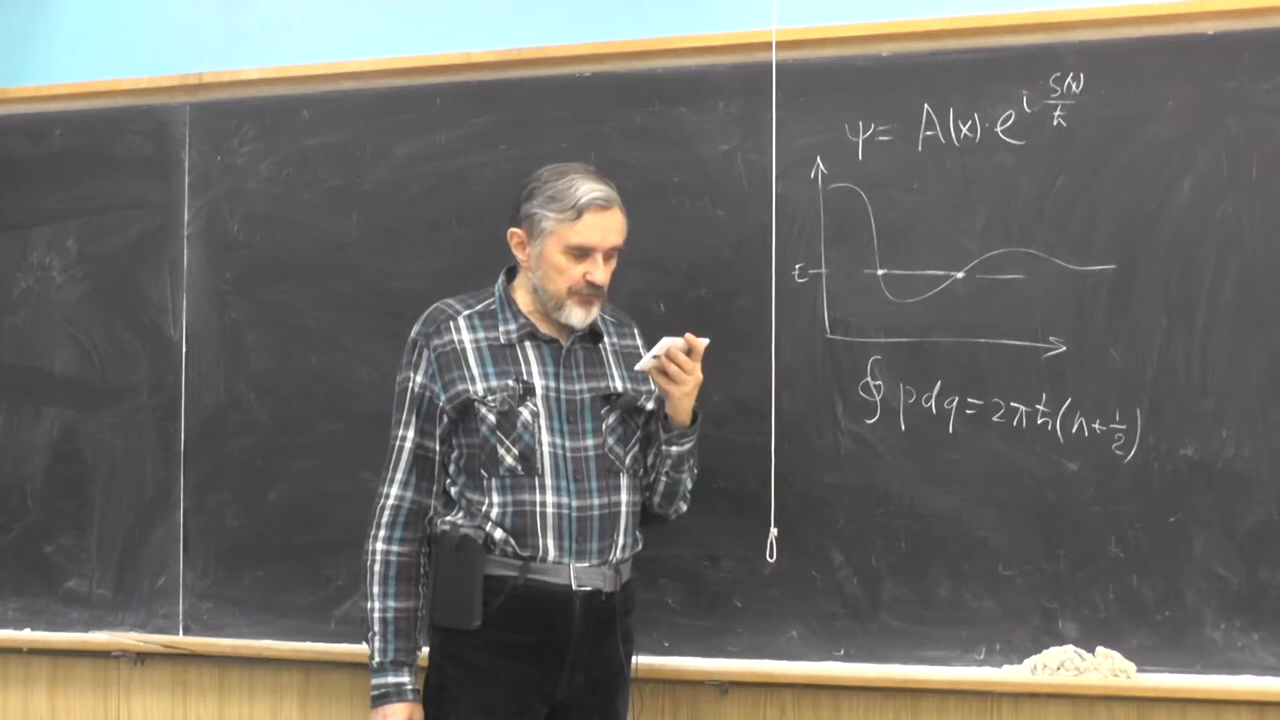 ψ = A(x)·e^{i S(x)/ħ}
E
∮ p dq = 2πħ(n + 1/2)